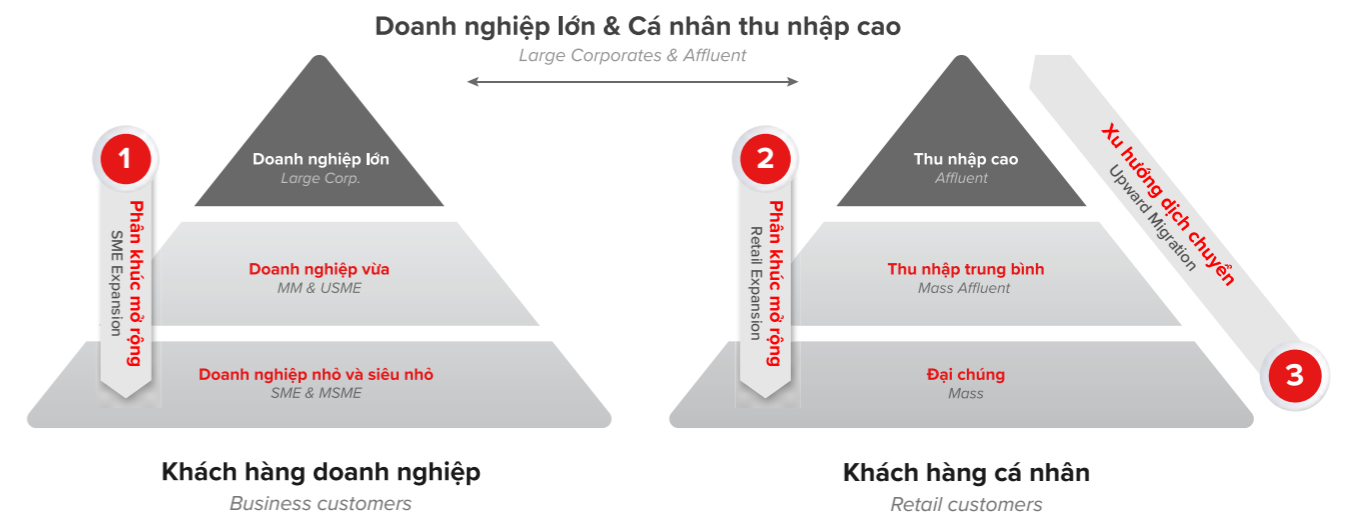 Doanh nghiệp lớn & Cá nhân thu nhập cao
Large Corporates & Affluent
1
Phân khúc mở rộng
SME Expansion
Doanh nghiệp lớn
Large Corp.
Doanh nghiệp vừa
MM & USME
Doanh nghiệp nhỏ và siêu nhỏ
SME & MSME
Khách hàng doanh nghiệp
Business customers
2
Phân khúc mở rộng
Retail Expansion
Thu nhập cao
Affluent
Thu nhập trung bình
Mass Affluent
Đại chúng
Mass
Khách hàng cá nhân
Retail customers
Xu hướng dịch chuyển
Upward Migration
3